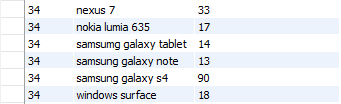 34 nexus 7 33
34 nokia lumia 635 17
34 samsumg galaxy tablet 14
34 samsung galaxy note 13
34 samsung galaxy s4 90
34 windows surface 18